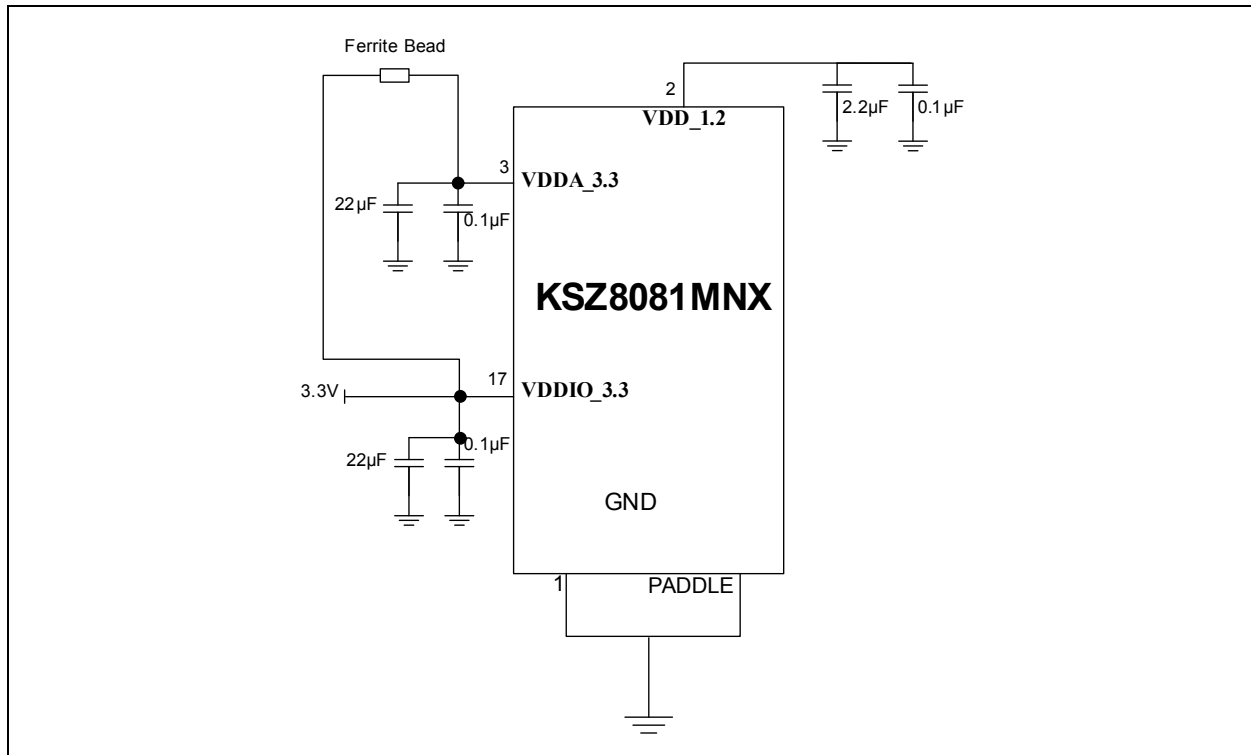 Ferrite Bead
2
VDD_1.2
2.2µF
0.1µF
3
VDDA_3.3
22µF
0.1µF
KSZ8081MNX
3.3V
17
VDDIO_3.3
22µF
0.1µF
GND
1
PADDLE